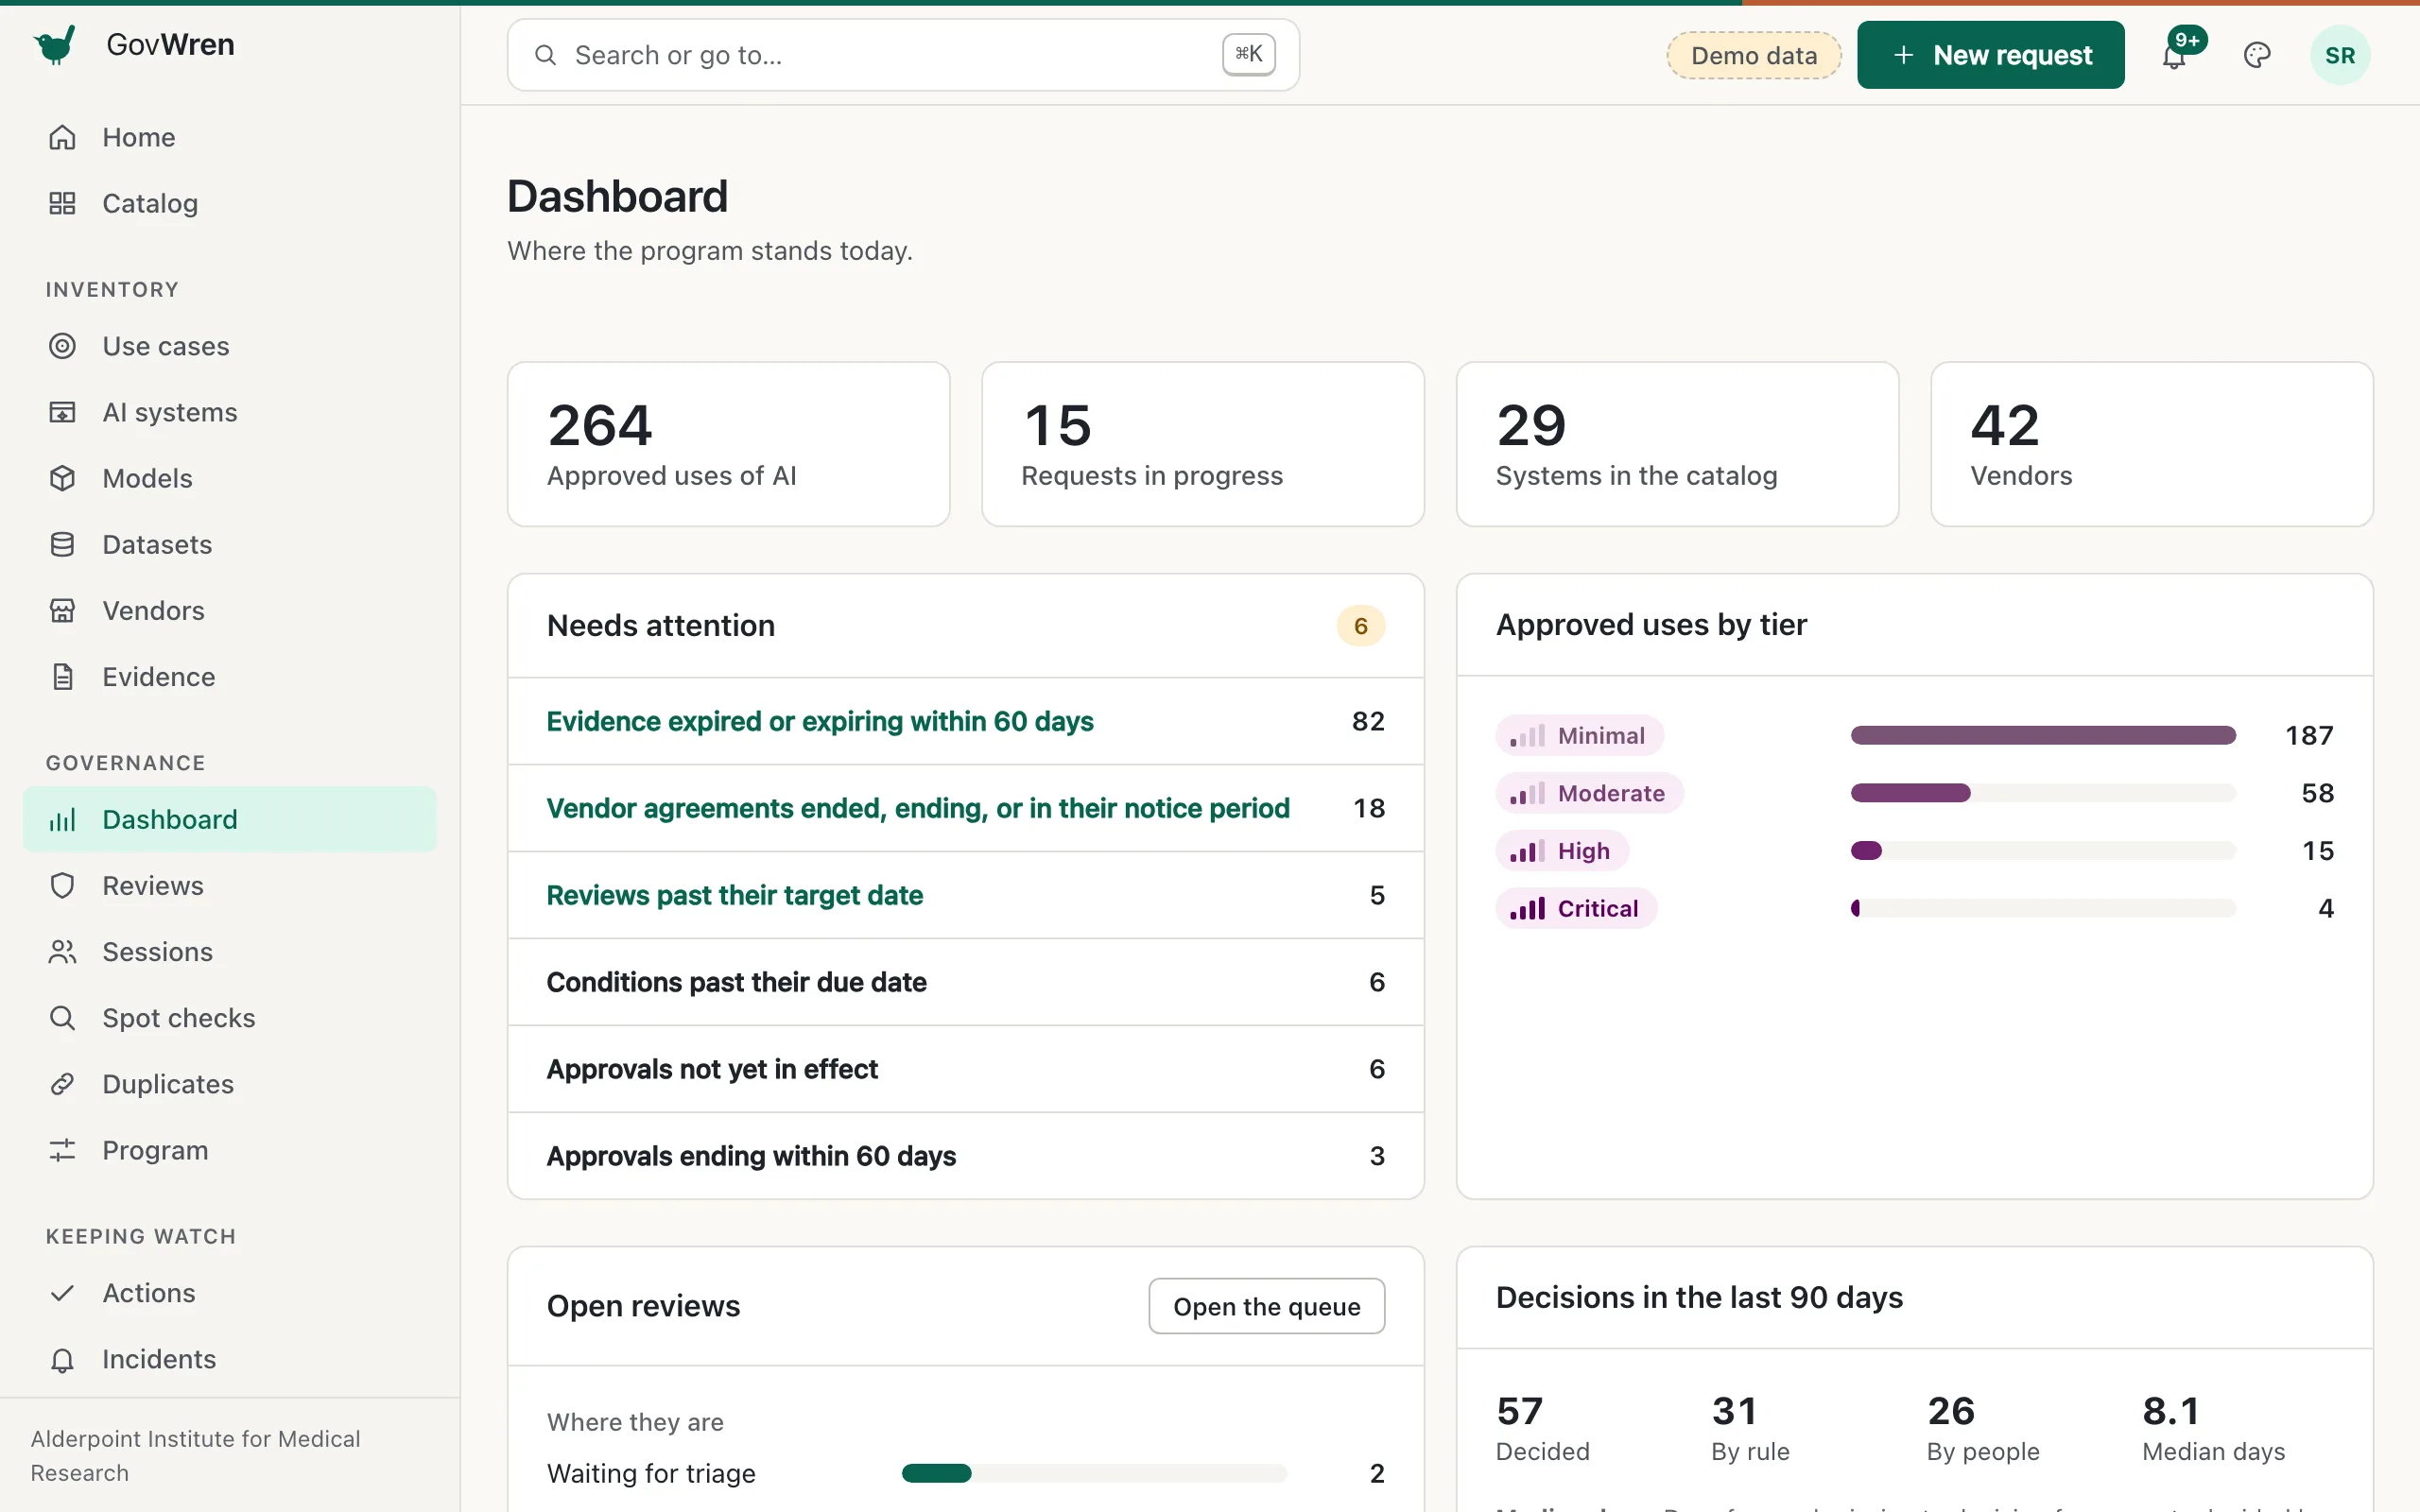 GovWren
Search or go to...
⌘K
Demo data
New request
9+
SR
Home
Catalog
INVENTORY
Use cases
AI systems
Models
Datasets
Vendors
Evidence
GOVERNANCE
Dashboard
Reviews
Sessions
Spot checks
Duplicates
Program
KEEPING WATCH
Actions
Incidents
Alderpoint Institute for Medical
Research
Dashboard
Where the program stands today.
264
Approved uses of AI
15
Requests in progress
29
Systems in the catalog
42
Vendors
Needs attention
6
Evidence expired or expiring within 60 days 82
Vendor agreements ended, ending, or in their notice period 18
Reviews past their target date 5
Conditions past their due date 6
Approvals not yet in effect 6
Approvals ending within 60 days 3
Approved uses by tier
Minimal 187
Moderate 58
High 15
Critical 4
Open reviews
Open the queue
Where they are
Waiting for triage 2
Decisions in the last 90 days
57
Decided
31
By rule
26
By people
8.1
Median days